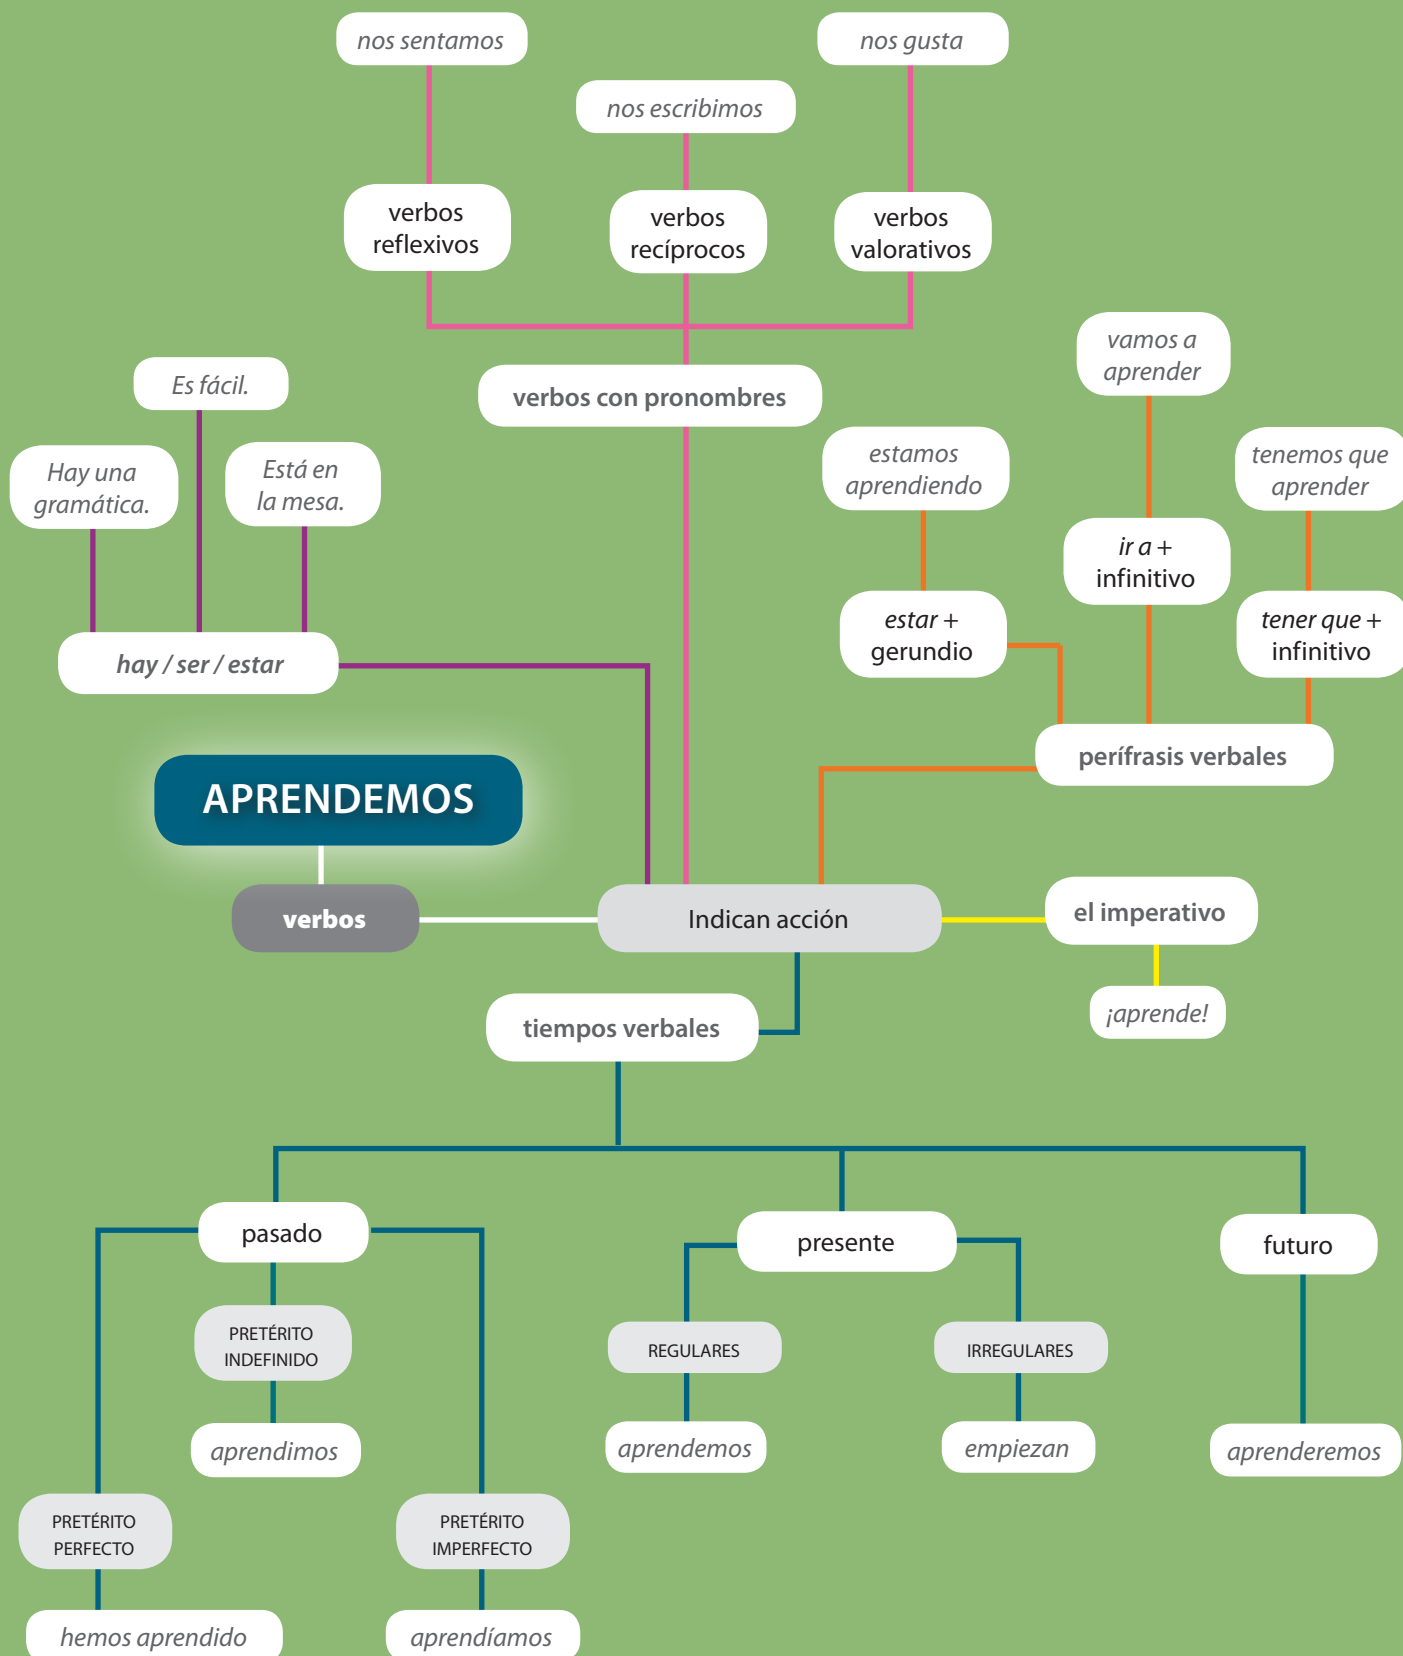 nos sentamos
nos gusta
nos escribimos
verbos
reflexivos
verbos
recíprocos
verbos
valorativos
verbos con pronombres
vamos a
aprender
Es fácil.
Hay una
gramática.
Está en
la mesa.
estamos
aprendiendo
tenemos que
aprender
ir a +
infinitivo
estar +
gerundio
tener que +
infinitivo
hay / ser / estar
perífrasis verbales
APRENDEMOS
verbos
Indican acción
el imperativo
¡aprende!
tiempos verbales
pasado
presente
futuro
PRETÉRITO
INDEFINIDO
REGULARES
IRREGULARES
aprendimos
aprendemos
empiezan
aprenderemos
PRETÉRITO
PERFECTO
PRETÉRITO
IMPERFECTO
hemos aprendido
aprendíamos